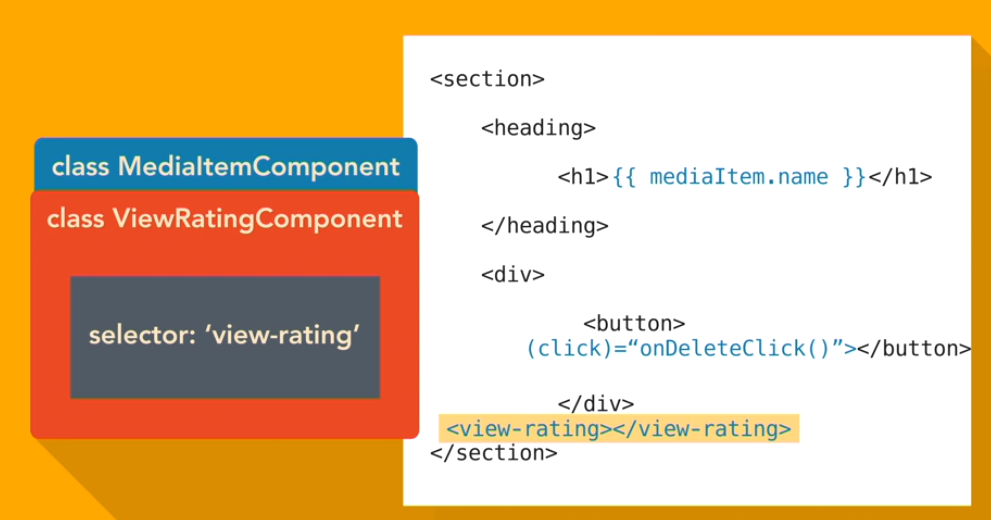 class MediaItemComponent
class ViewRatingComponent
selector: ‘view-rating’
<section>
<heading>
<h1>{{ mediaItem.name }}</h1>
</heading>
<div>
<button>
(click)=“onDeleteClick()”></button>
</div>
<view-rating></view-rating>
</section>